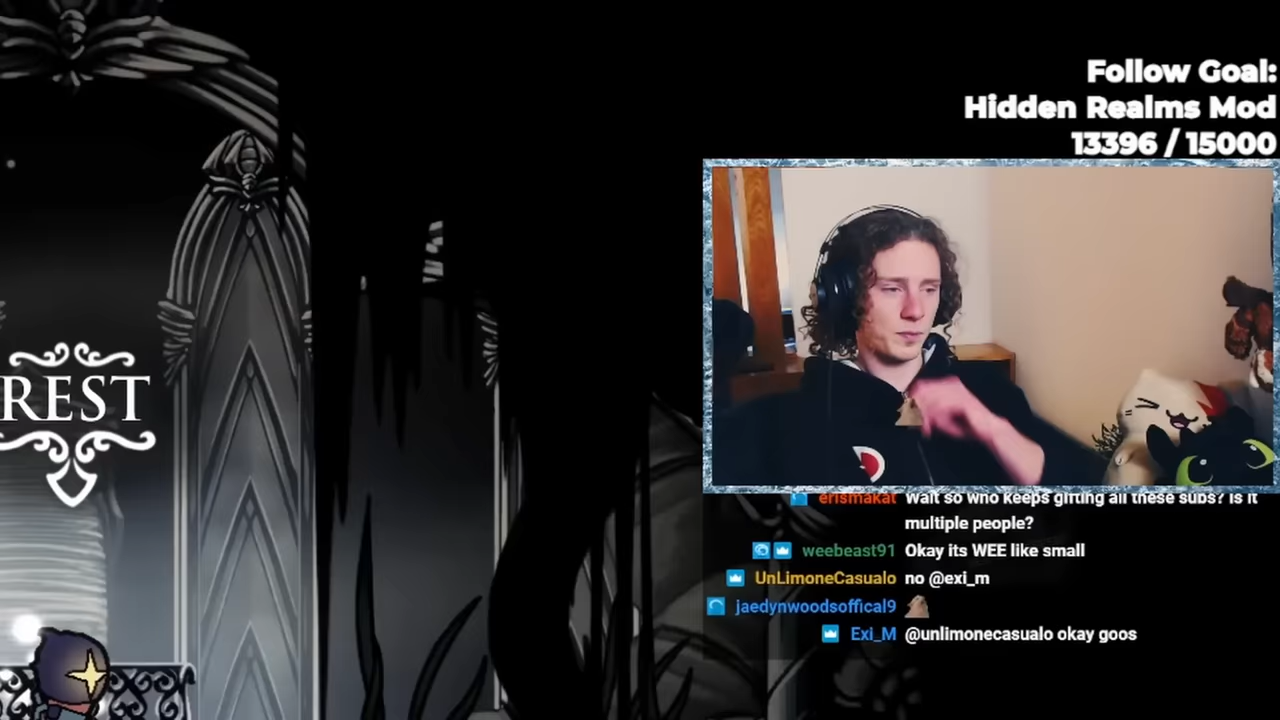 Follow Goal:
Hidden Realms Mod
13396 / 15000
REST
erismakat Wait so who keeps gifting all these subs? Is it
multiple people?
weebeast91 Okay its WEE like small
UnLimoneCasualo no @exi_m
jaedynwoodsoffical9
Exi_M @unlimonecasualo okay goos